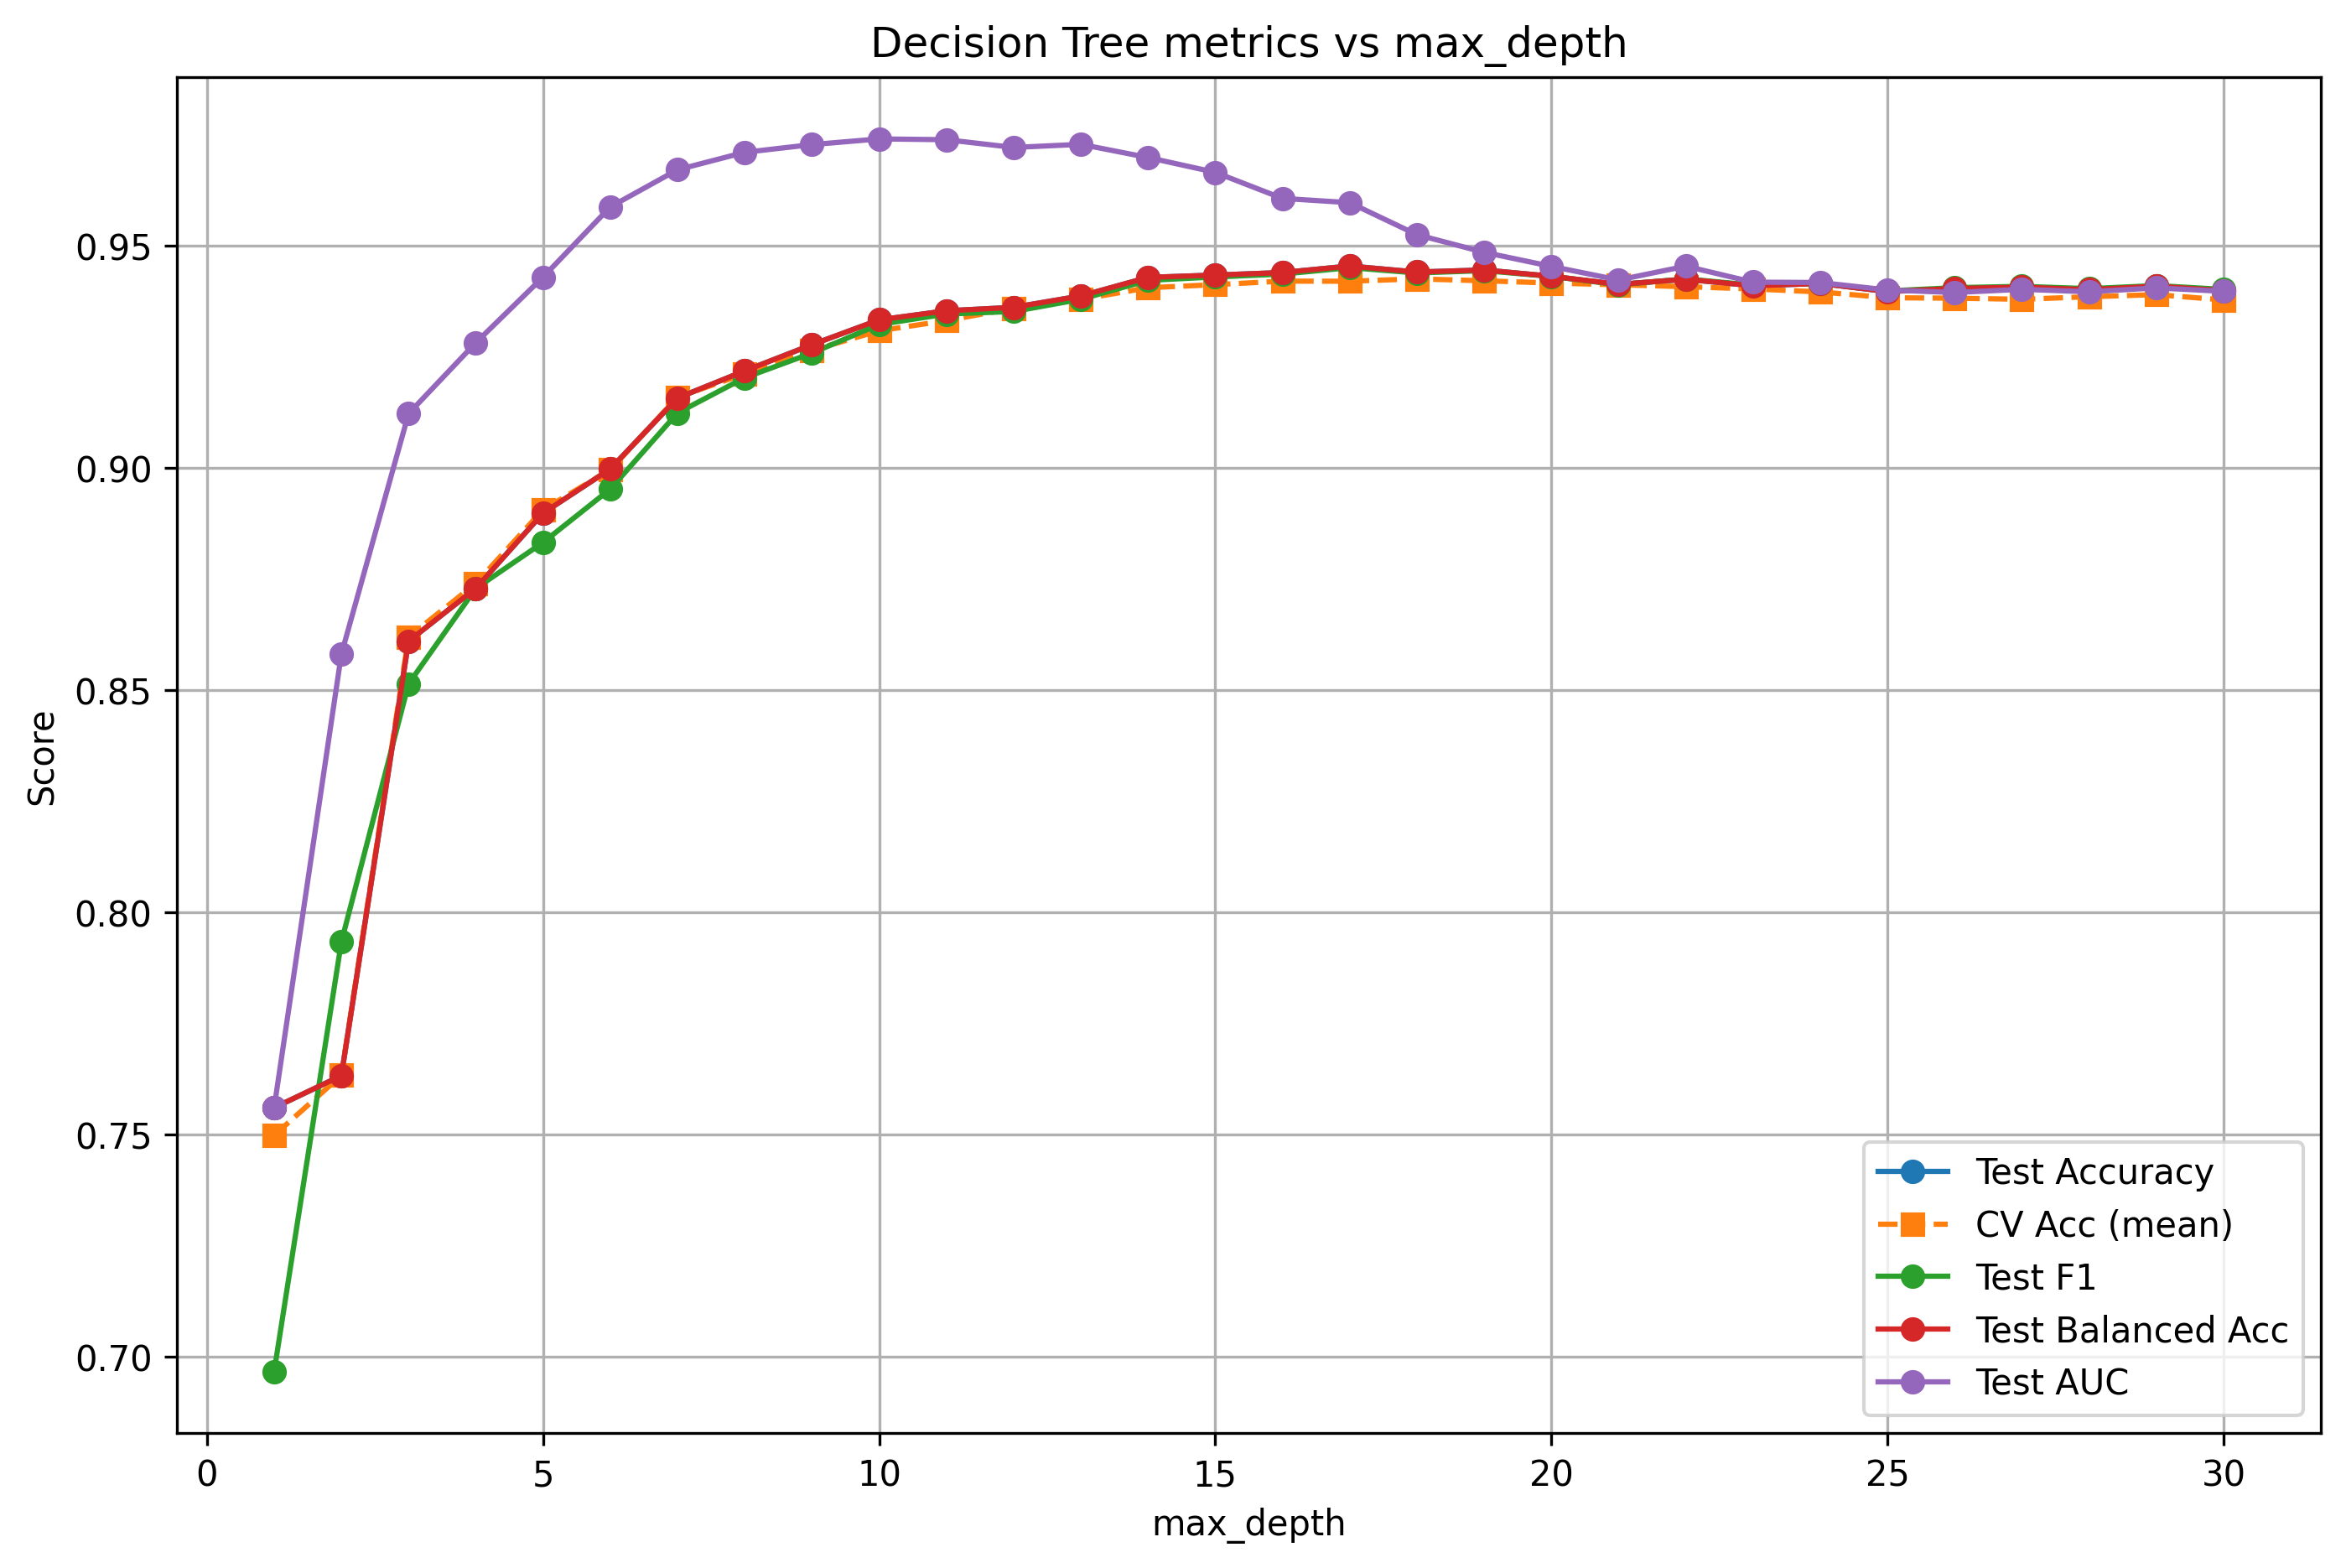 Decision Tree metrics vs max_depth
Score
0.95
0.90
0.85
0.80
0.75
0.70
0 5 10 15 20 25 30
max_depth
Test Accuracy
CV Acc (mean)
Test F1
Test Balanced Acc
Test AUC